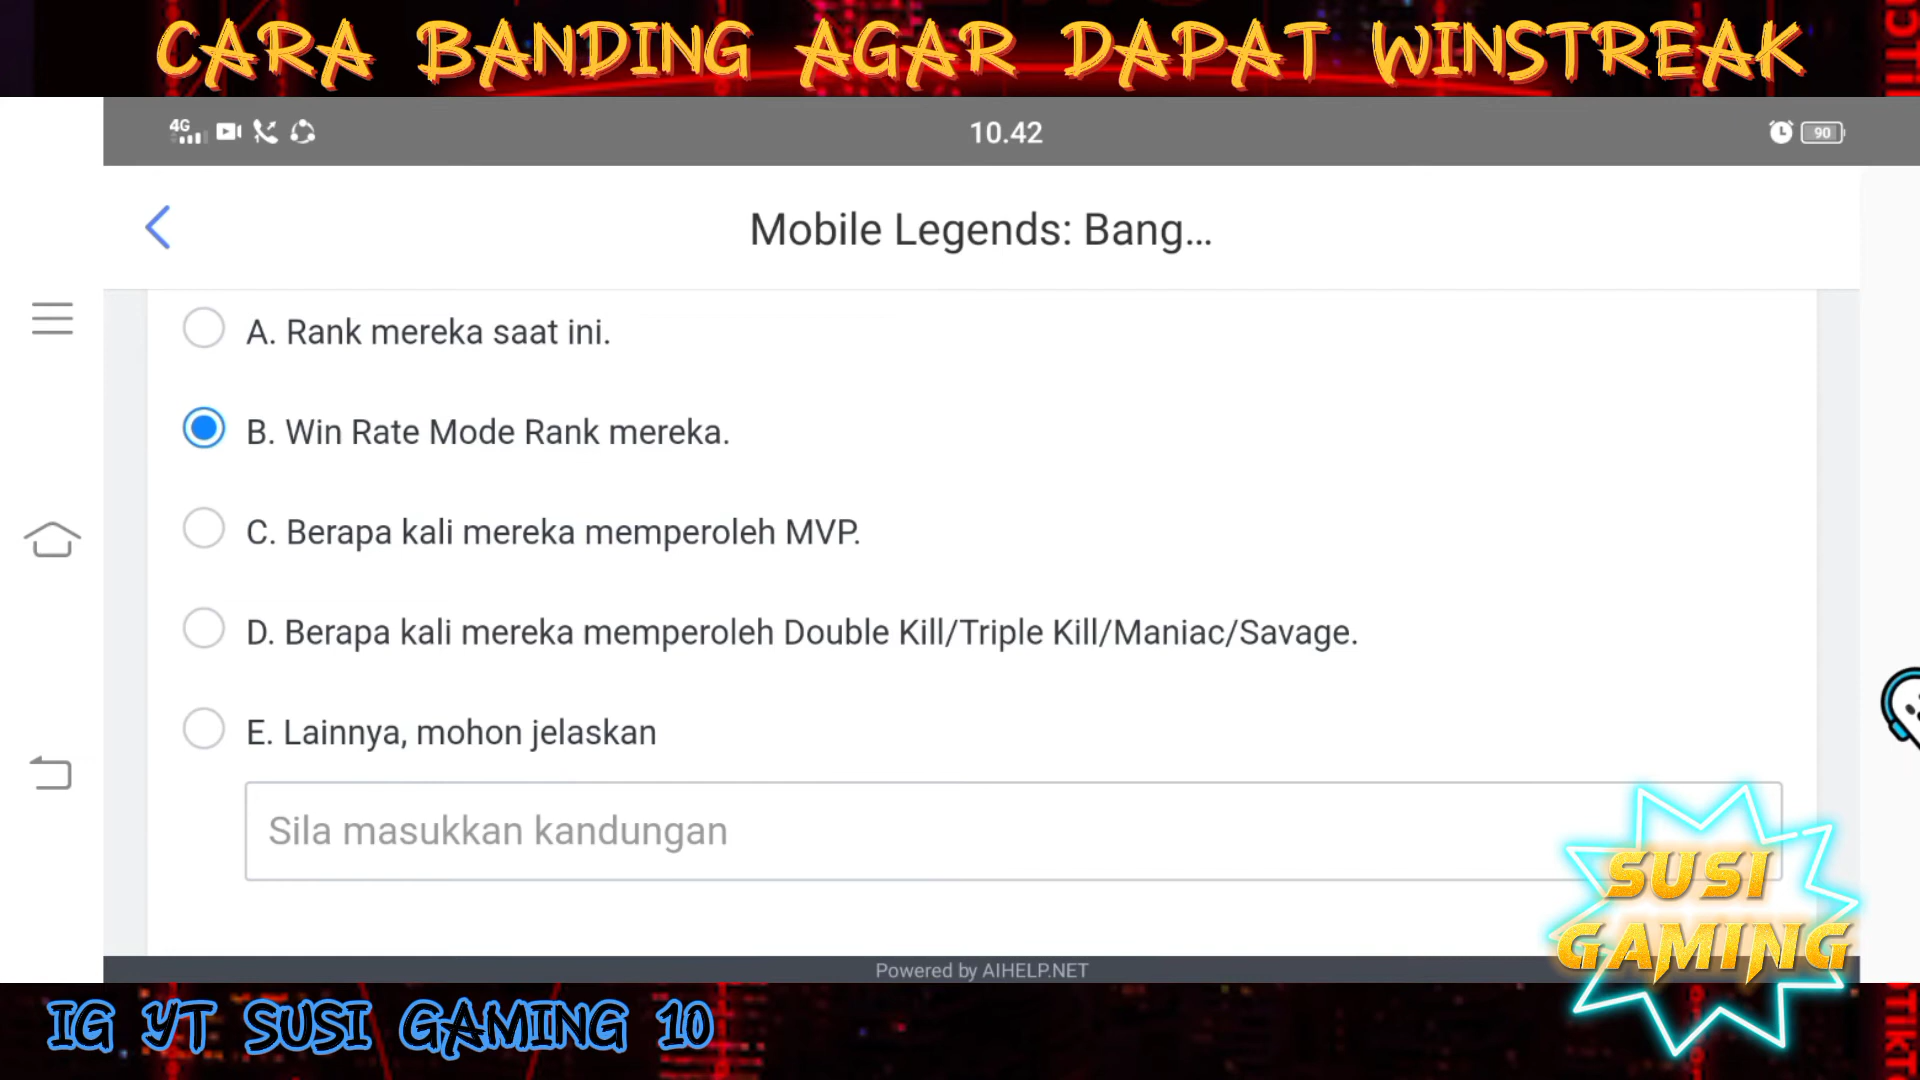 CARA BANDING AGAR DAPAT WINSTREAK
4G
10.42
90
Mobile Legends: Bang...
A. Rank mereka saat ini.
B. Win Rate Mode Rank mereka.
C. Berapa kali mereka memperoleh MVP.
D. Berapa kali mereka memperoleh Double Kill/Triple Kill/Maniac/Savage.
E. Lainnya, mohon jelaskan
Sila masukkan kandungan
SUSI
GAMING
Powered by AIHELP.NET
IG YT SUSI GAMING 10